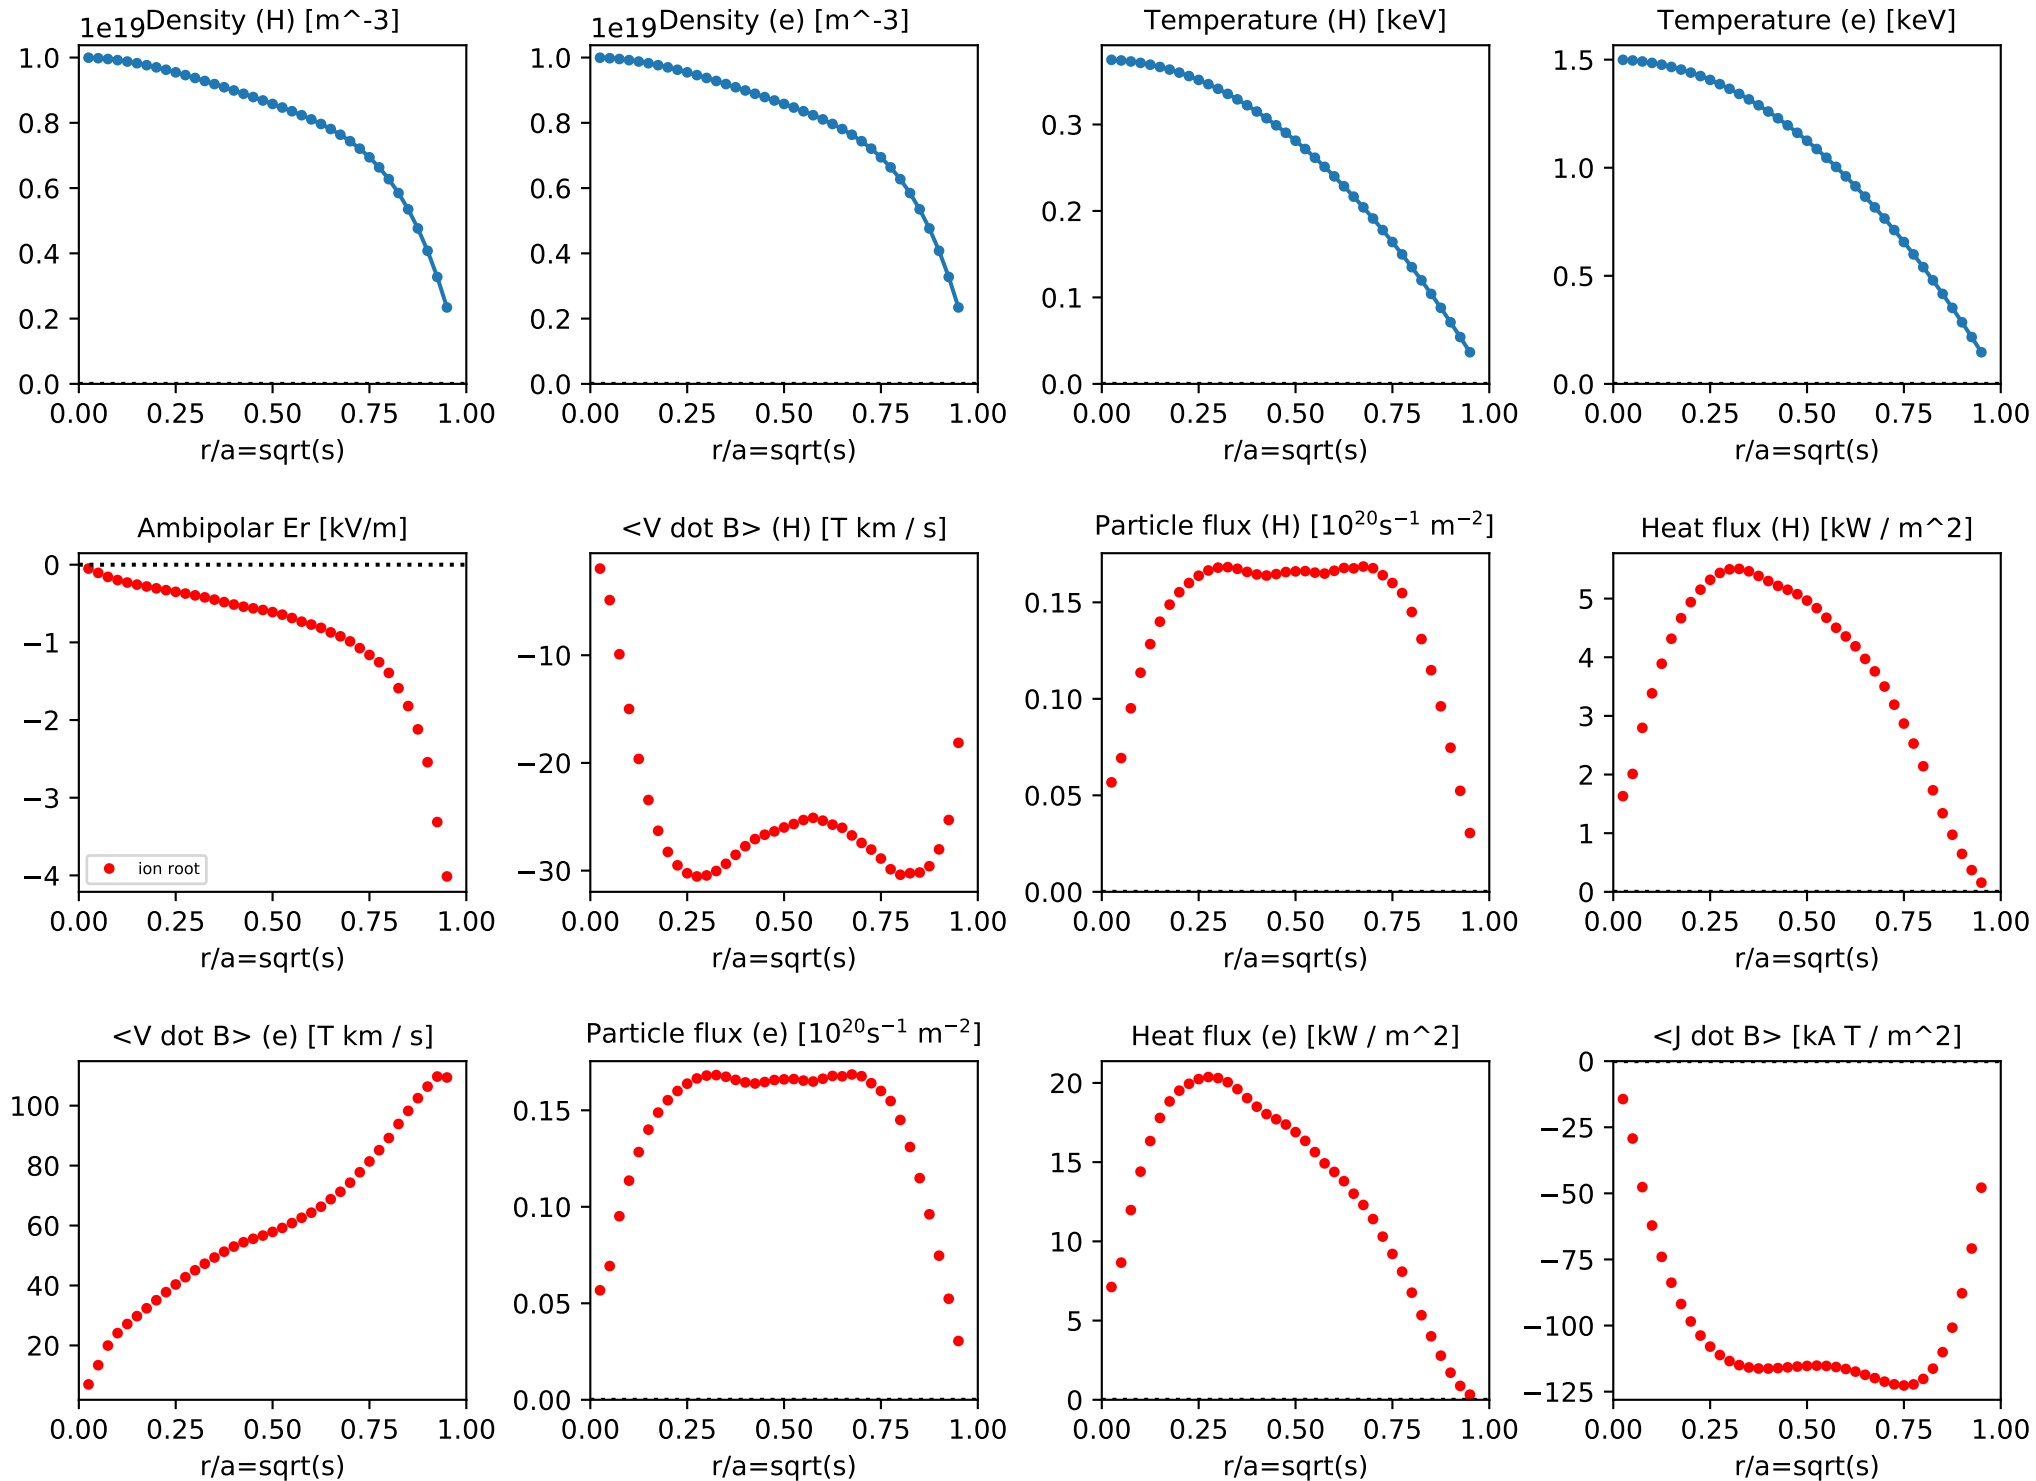 Density (H) [m^-3]
1e19
1.0
0.8
0.6
0.4
0.2
0.0
0.00 0.25 0.50 0.75 1.00
r/a=sqrt(s)
Density (e) [m^-3]
1e19
1.0
0.8
0.6
0.4
0.2
0.0
0.00 0.25 0.50 0.75 1.00
r/a=sqrt(s)
Temperature (H) [keV]
0.3
0.2
0.1
0.0
0.00 0.25 0.50 0.75 1.00
r/a=sqrt(s)
Temperature (e) [keV]
1.5
1.0
0.5
0.0
0.00 0.25 0.50 0.75 1.00
r/a=sqrt(s)
Ambipolar Er [kV/m]
0
−1
−2
−3
−4
ion root
0.00 0.25 0.50 0.75 1.00
r/a=sqrt(s)
<V dot B> (H) [T km / s]
−10
−20
−30
0.00 0.25 0.50 0.75 1.00
r/a=sqrt(s)
Particle flux (H) [10²⁰s⁻¹ m⁻²]
0.15
0.10
0.05
0.00
0.00 0.25 0.50 0.75 1.00
r/a=sqrt(s)
Heat flux (H) [kW / m^2]
5
4
3
2
1
0
0.00 0.25 0.50 0.75 1.00
r/a=sqrt(s)
<V dot B> (e) [T km / s]
100
80
60
40
20
0.00 0.25 0.50 0.75 1.00
r/a=sqrt(s)
Particle flux (e) [10²⁰s⁻¹ m⁻²]
0.15
0.10
0.05
0.00
0.00 0.25 0.50 0.75 1.00
r/a=sqrt(s)
Heat flux (e) [kW / m^2]
20
15
10
5
0
0.00 0.25 0.50 0.75 1.00
r/a=sqrt(s)
<J dot B> [kA T / m^2]
0
−25
−50
−75
−100
−125
0.00 0.25 0.50 0.75 1.00
r/a=sqrt(s)